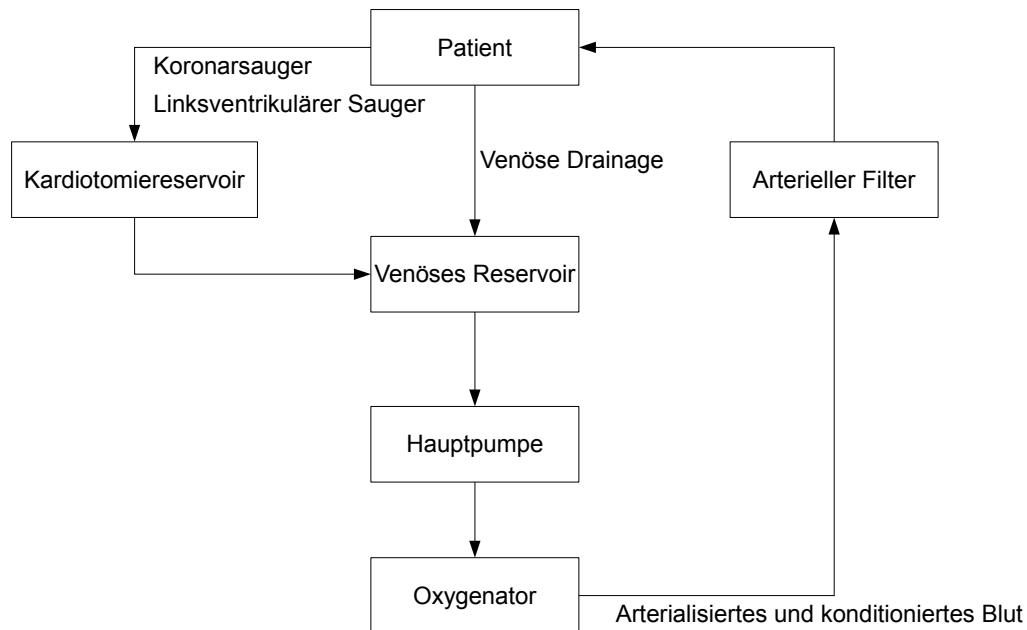 Patient
Koronarsauger
Linksventrikulärer Sauger
Venöse Drainage
Kardiotomiereservoir
Arterieller Filter
Venöses Reservoir
Hauptpumpe
Oxygenator
Arterialisiertes und konditioniertes Blut